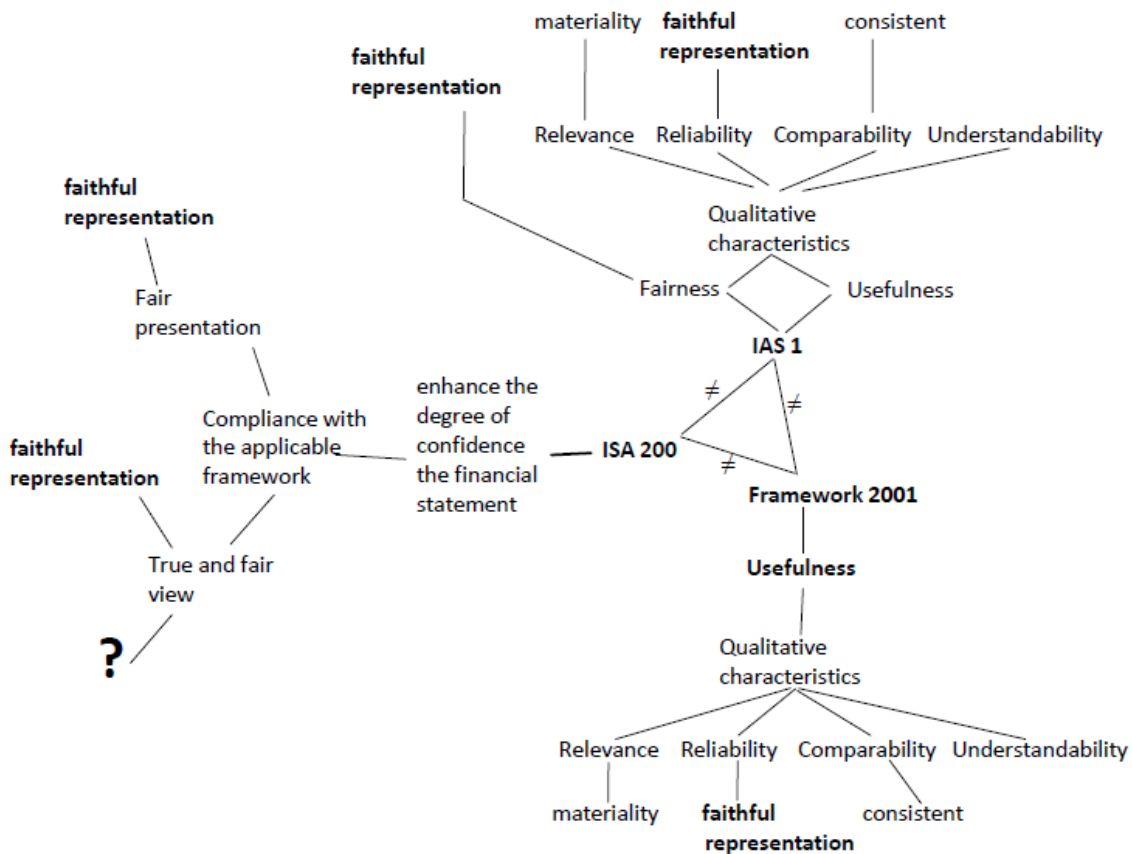 materiality
faithful
representation
consistent
faithful
representation
Relevance
Reliability
Comparability
Understandability
faithful
representation
Qualitative
characteristics
Fair
presentation
Fairness
Usefulness
IAS 1
enhance the
degree of
confidence
the financial
statement
Compliance with
the applicable
framework
≠
≠
≠
ISA 200
faithful
representation
Framework 2001
True and fair
view
Usefulness
?
Qualitative
characteristics
Relevance
Reliability
Comparability
Understandability
materiality
faithful
representation
consistent